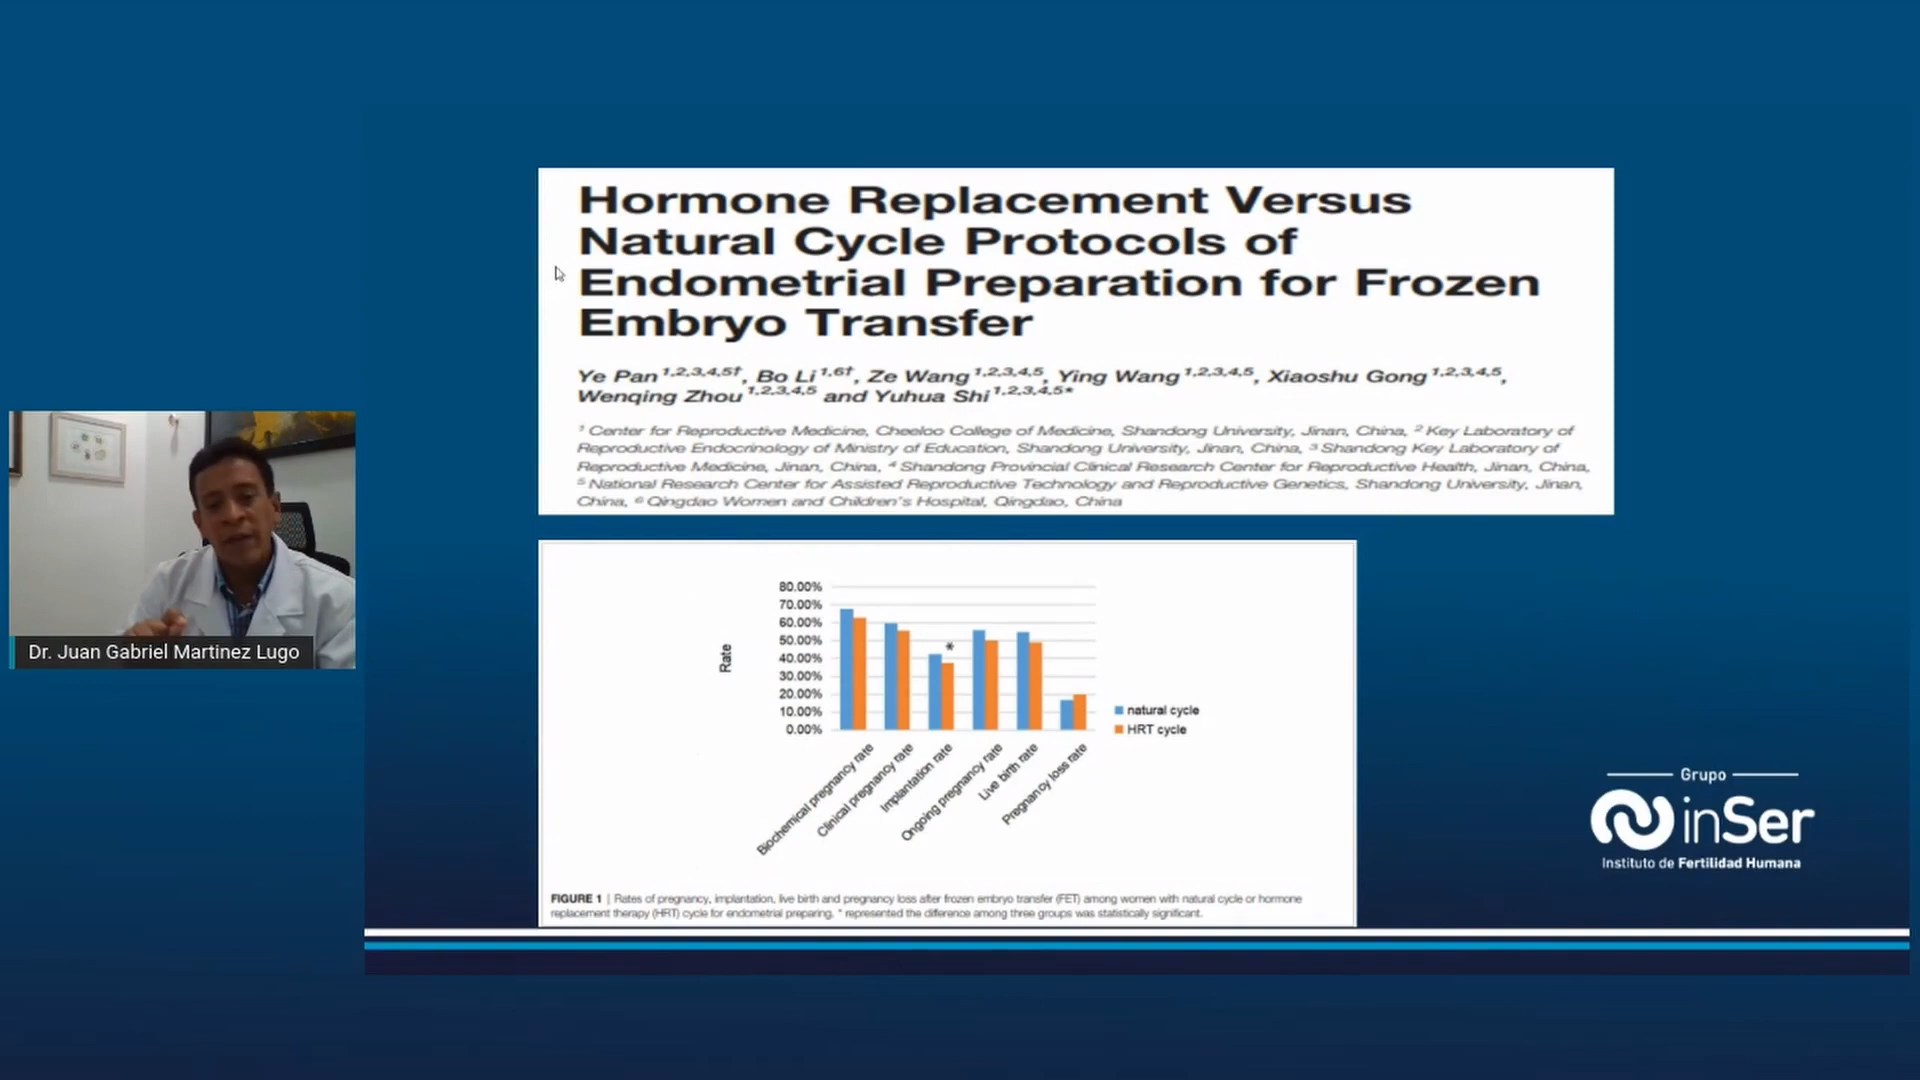 Hormone Replacement Versus
Natural Cycle Protocols of
Endometrial Preparation for Frozen
Embryo Transfer
Ye Pan 1,2,3,4,5†, Bo Li 1,6†, Ze Wang 1,2,3,4,5, Ying Wang 1,2,3,4,5, Xiaoshu Gong 1,2,3,4,5,
Wenqing Zhou 1,2,3,4,5 and Yuhua Shi 1,2,3,4,5*
1 Center for Reproductive Medicine, Cheeloo College of Medicine, Shandong University, Jinan, China, 2 Key Laboratory of
Reproductive Endocrinology of Ministry of Education, Shandong University, Jinan, China, 3 Shandong Key Laboratory of
Reproductive Medicine, Jinan, China, 4 Shandong Provincial Clinical Research Center for Reproductive Health, Jinan, China,
5 National Research Center for Assisted Reproductive Technology and Reproductive Genetics, Shandong University, Jinan,
China, 6 Qingdao Women and Children's Hospital, Qingdao, China
Dr. Juan Gabriel Martinez Lugo
Rate
80.00%
70.00%
60.00%
50.00%
40.00%
30.00%
20.00%
10.00%
0.00%
*
Biochemical pregnancy rate
Clinical pregnancy rate
Implantation rate
Ongoing pregnancy rate
Live birth rate
Pregnancy loss rate
natural cycle
HRT cycle
FIGURE 1 | Rates of pregnancy, implantation, live birth and pregnancy loss after frozen embryo transfer (FET) among women with natural cycle or hormone
replacement therapy (HRT) cycle for endometrial preparing. * represented the difference among three groups was statistically significant.
Grupo
inSer
Instituto de Fertilidad Humana